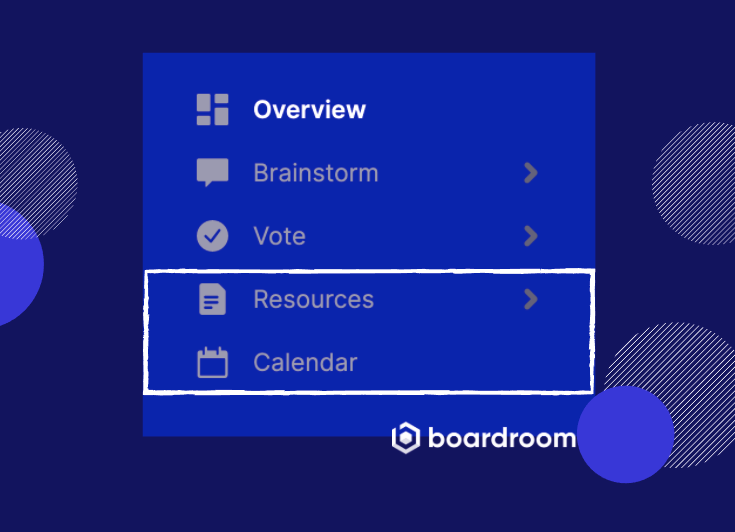 Overview
Brainstorm
Vote
Resources
Calendar
boardroom